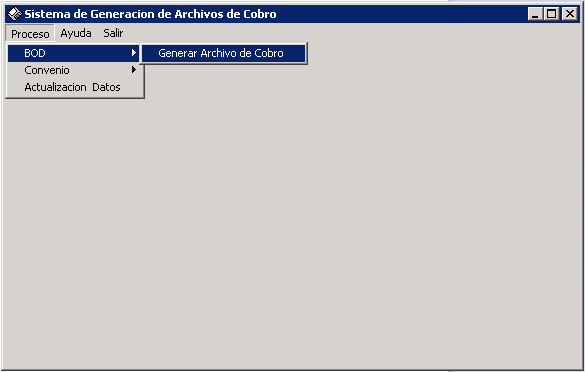 Sistema de Generacion de Archivos de Cobro
Proceso Ayuda Salir
BOD Generar Archivo de Cobro
Convenio
Actualizacion Datos